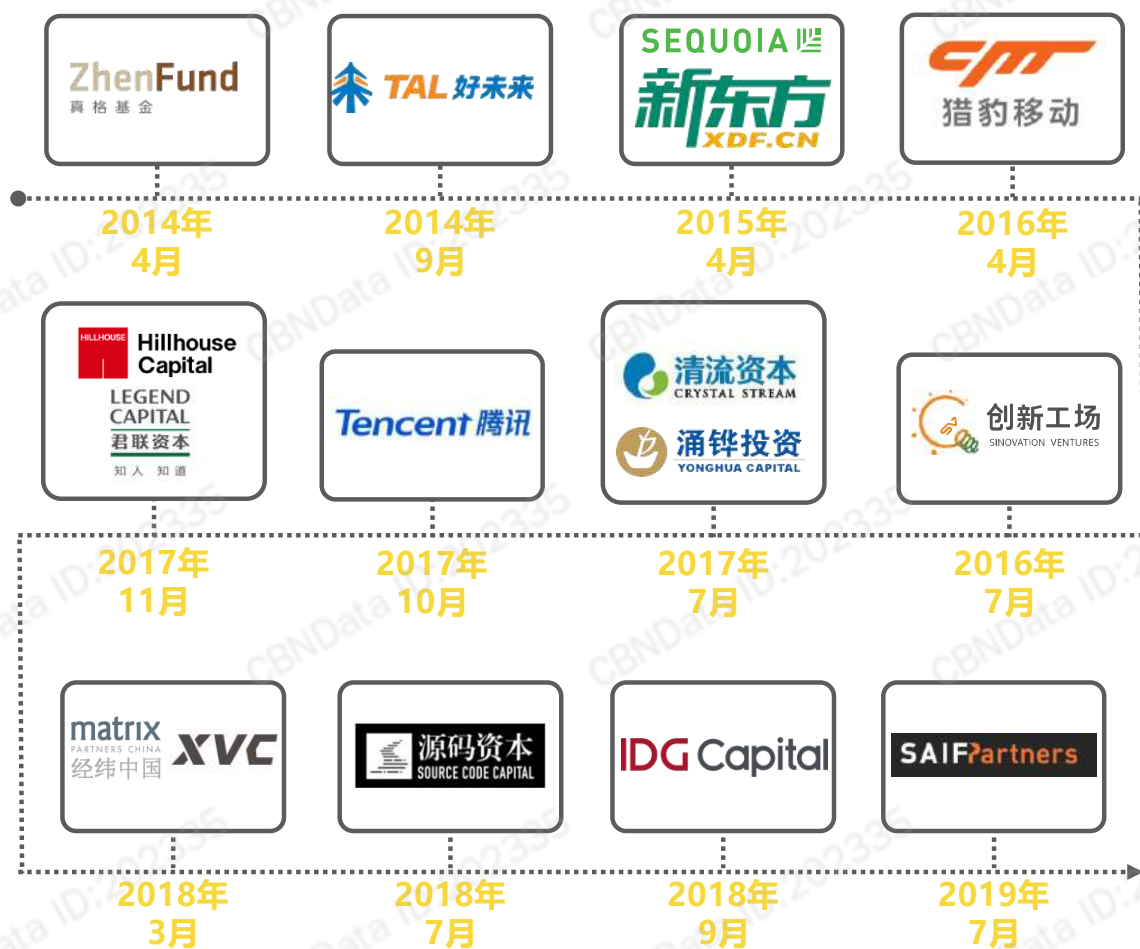 ZhenFund
真格基金
TAL 好未来
SEQUOIA
新东方
XDF.CN
CMT
猎豹移动
2014年
4月
2014年
9月
2015年
4月
2016年
4月
HILLHOUSE
Hillhouse
Capital
LEGEND
CAPITAL
君联资本
知人 知道
Tencent 腾讯
清流资本
CRYSTAL STREAM
涌铧投资
YONGHUA CAPITAL
创新工场
SINOVATION VENTURES
2017年
11月
2017年
10月
2017年
7月
2016年
7月
matrix
PARTNERS CHINA
经纬中国
XVC
源码资本
SOURCE CODE CAPITAL
IDG Capital
SAIF Partners
2018年
3月
2018年
7月
2018年
9月
2019年
7月
CBNData ID:202335